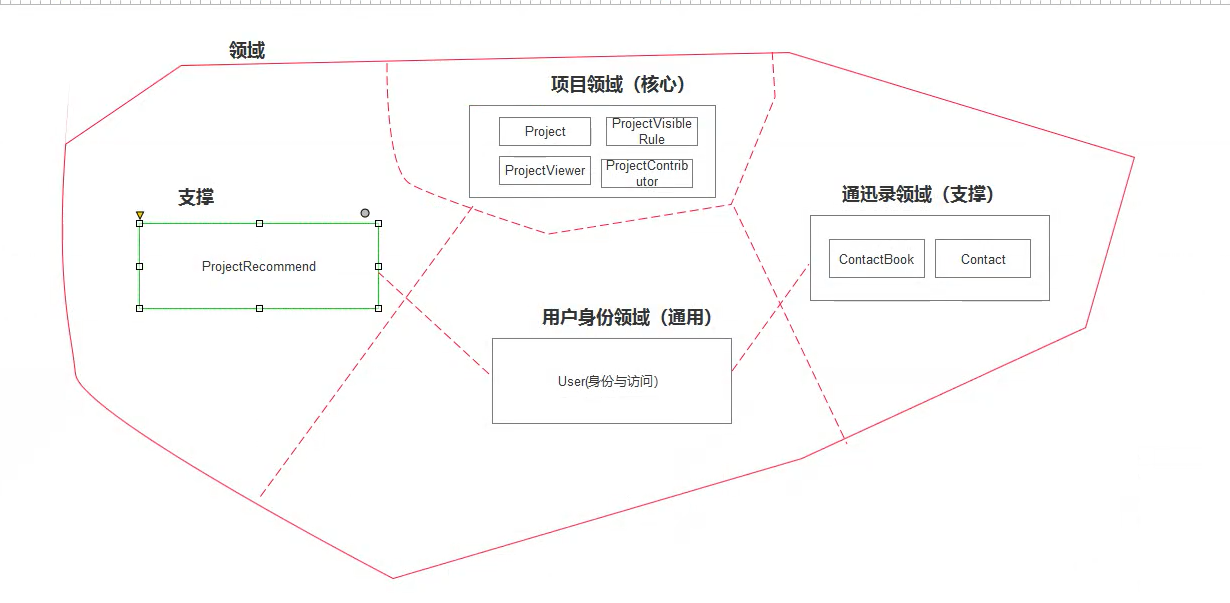 领域
项目领域（核心）
Project
ProjectVisible
Rule
ProjectViewer
ProjectContrib
utor
支撑
ProjectRecommend
通迅录领域（支撑）
ContactBook
Contact
用户身份领域（通用）
User(身份与访问)